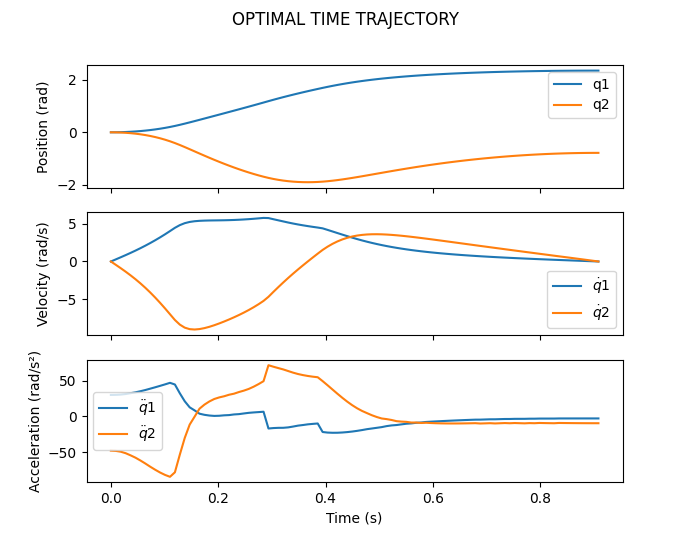 OPTIMAL TIME TRAJECTORY
Position (rad)
2
0
−2
q1
q2
Velocity (rad/s)
5
0
−5
q̇1
q̇2
Acceleration (rad/s²)
50
0
−50
q̈1
q̈2
0.0 0.2 0.4 0.6 0.8
Time (s)